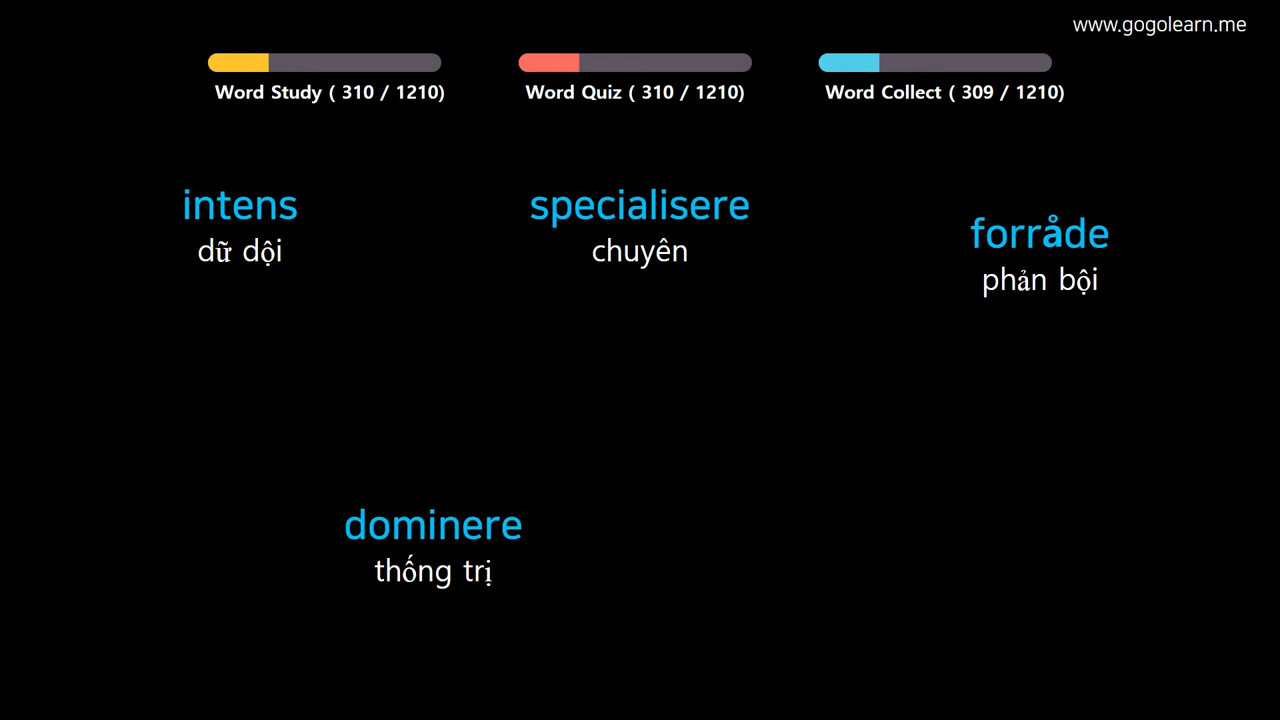 www.gogolearn.me
Word Study ( 310 / 1210)
Word Quiz ( 310 / 1210)
Word Collect ( 309 / 1210)
intens
dữ dội
specialisere
chuyên
forråde
phản bội
dominere
thống trị